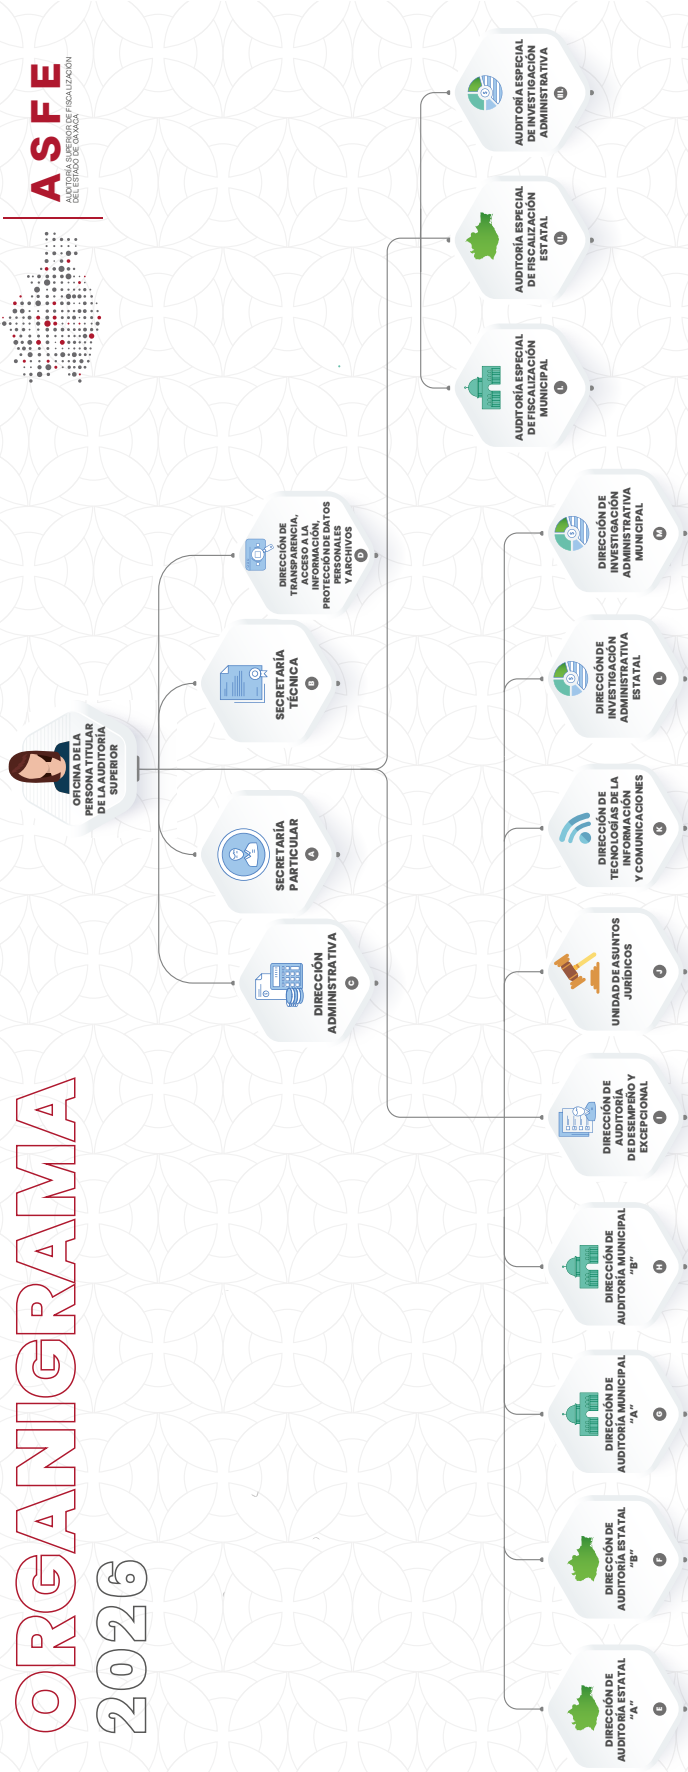 ORGANIGRAMA
2026
ASFE
AUDITORÍA SUPERIOR DE FISCALIZACIÓN
DEL ESTADO DE OAXACA
OFICINA DE LA
PERSONA TITULAR
DE LA AUDITORÍA
SUPERIOR
DIRECCIÓN
ADMINISTRATIVA
C
SECRETARÍA
PARTICULAR
A
SECRETARÍA
TÉCNICA
B
DIRECCIÓN DE
TRANSPARENCIA,
ACCESO A LA
INFORMACIÓN,
PROTECCIÓN DE DATOS
PERSONALES
Y ARCHIVOS
D
AUDITORÍA ESPECIAL
DE FISCALIZACIÓN
MUNICIPAL
I.
AUDITORÍA ESPECIAL
DE FISCALIZACIÓN
ESTATAL
II.
AUDITORÍA ESPECIAL
DE INVESTIGACIÓN
ADMINISTRATIVA
III.
DIRECCIÓN DE
AUDITORÍA ESTATAL
“A”
E
DIRECCIÓN DE
AUDITORÍA ESTATAL
“B”
F
DIRECCIÓN DE
AUDITORÍA MUNICIPAL
“A”
G
DIRECCIÓN DE
AUDITORÍA MUNICIPAL
“B”
H
DIRECCIÓN DE
AUDITORÍA
DE DESEMPEÑO Y
EXCEPCIONAL
I
UNIDAD DE ASUNTOS
JURÍDICOS
J
DIRECCIÓN DE
TECNOLOGÍAS DE LA
INFORMACIÓN
Y COMUNICACIONES
K
DIRECCIÓN DE
INVESTIGACIÓN
ADMINISTRATIVA
ESTATAL
L
DIRECCIÓN DE
INVESTIGACIÓN
ADMINISTRATIVA
MUNICIPAL
M